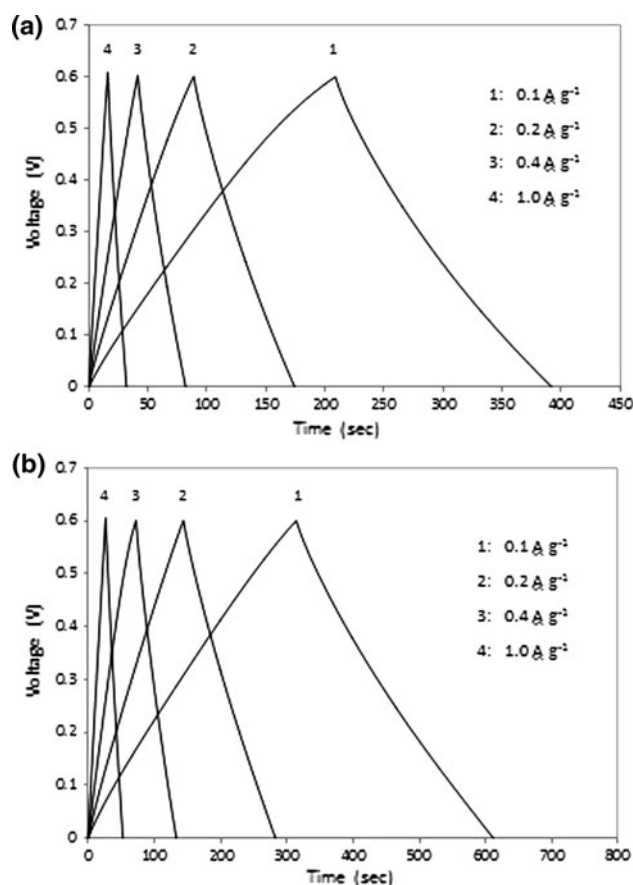 (a)
0.7
0.6
0.5
0.4
0.3
0.2
0.1
0
Voltage (V)
4 3 2 1
1: 0.1 A g-1
2: 0.2 A g-1
3: 0.4 A g-1
4: 1.0 A g-1
0 50 100 150 200 250 300 350 400 450
Time (sec)
(b)
0.7
0.6
0.5
0.4
0.3
0.2
0.1
0
Voltage (V)
4 3 2 1
1: 0.1 A g-1
2: 0.2 A g-1
3: 0.4 A g-1
4: 1.0 A g-1
0 100 200 300 400 500 600 700 800
Time (sec)